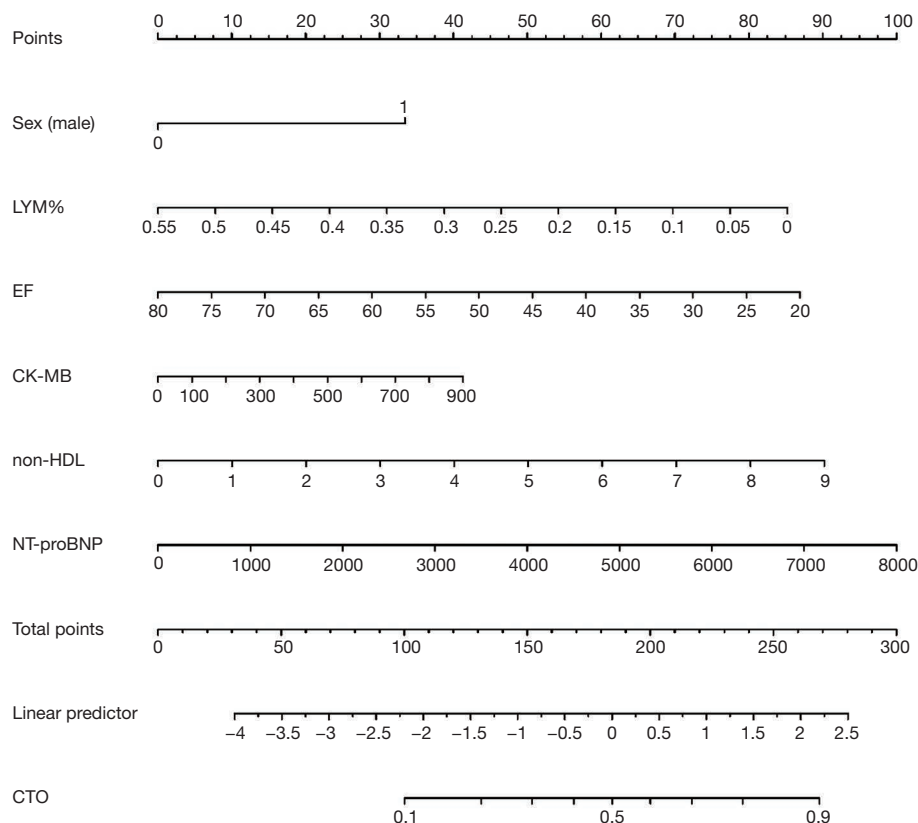 Points 0 10 20 30 40 50 60 70 80 90 100
Sex (male) 0 1
LYM% 0.55 0.5 0.45 0.4 0.35 0.3 0.25 0.2 0.15 0.1 0.05 0
EF 80 75 70 65 60 55 50 45 40 35 30 25 20
CK-MB 0 100 300 500 700 900
non-HDL 0 1 2 3 4 5 6 7 8 9
NT-proBNP 0 1000 2000 3000 4000 5000 6000 7000 8000
Total points 0 50 100 150 200 250 300
Linear predictor −4 −3.5 −3 −2.5 −2 −1.5 −1 −0.5 0 0.5 1 1.5 2 2.5
CTO 0.1 0.5 0.9